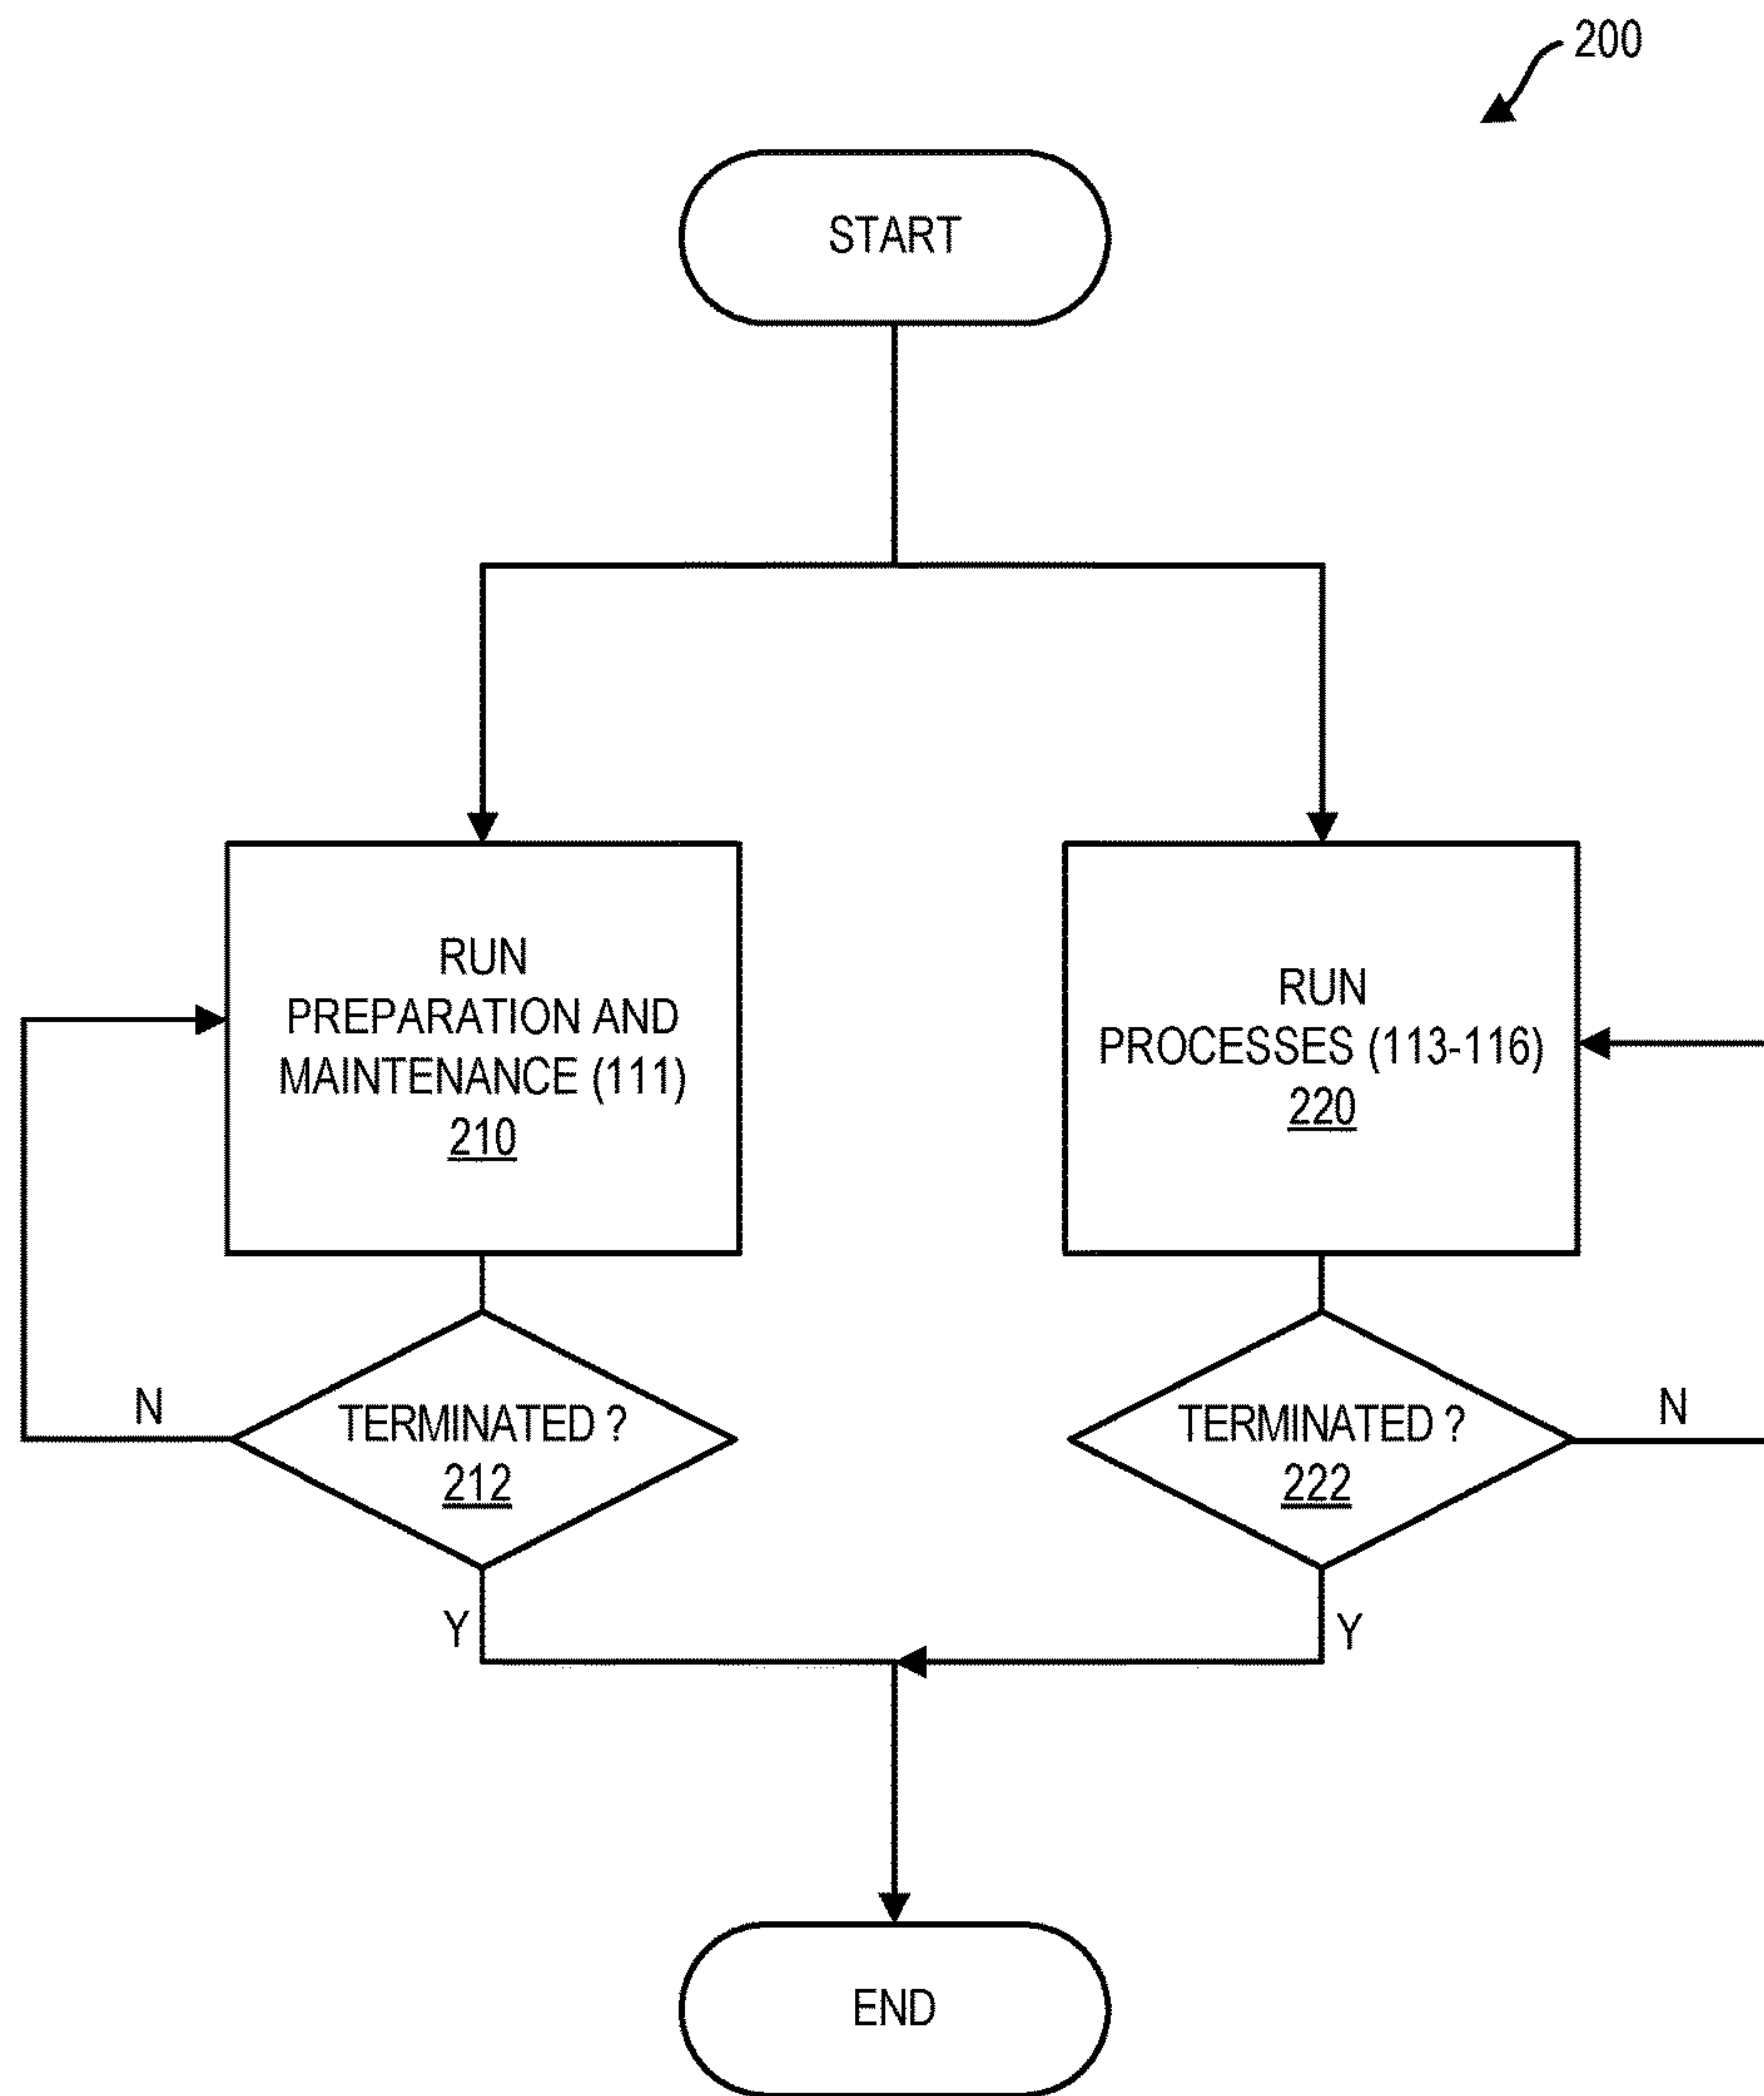 200
START
RUN
PREPARATION AND
MAINTENANCE (111)
210
RUN
PROCESSES (113-116)
220
N
TERMINATED ?
212
Y
TERMINATED ?
222
N
Y
END